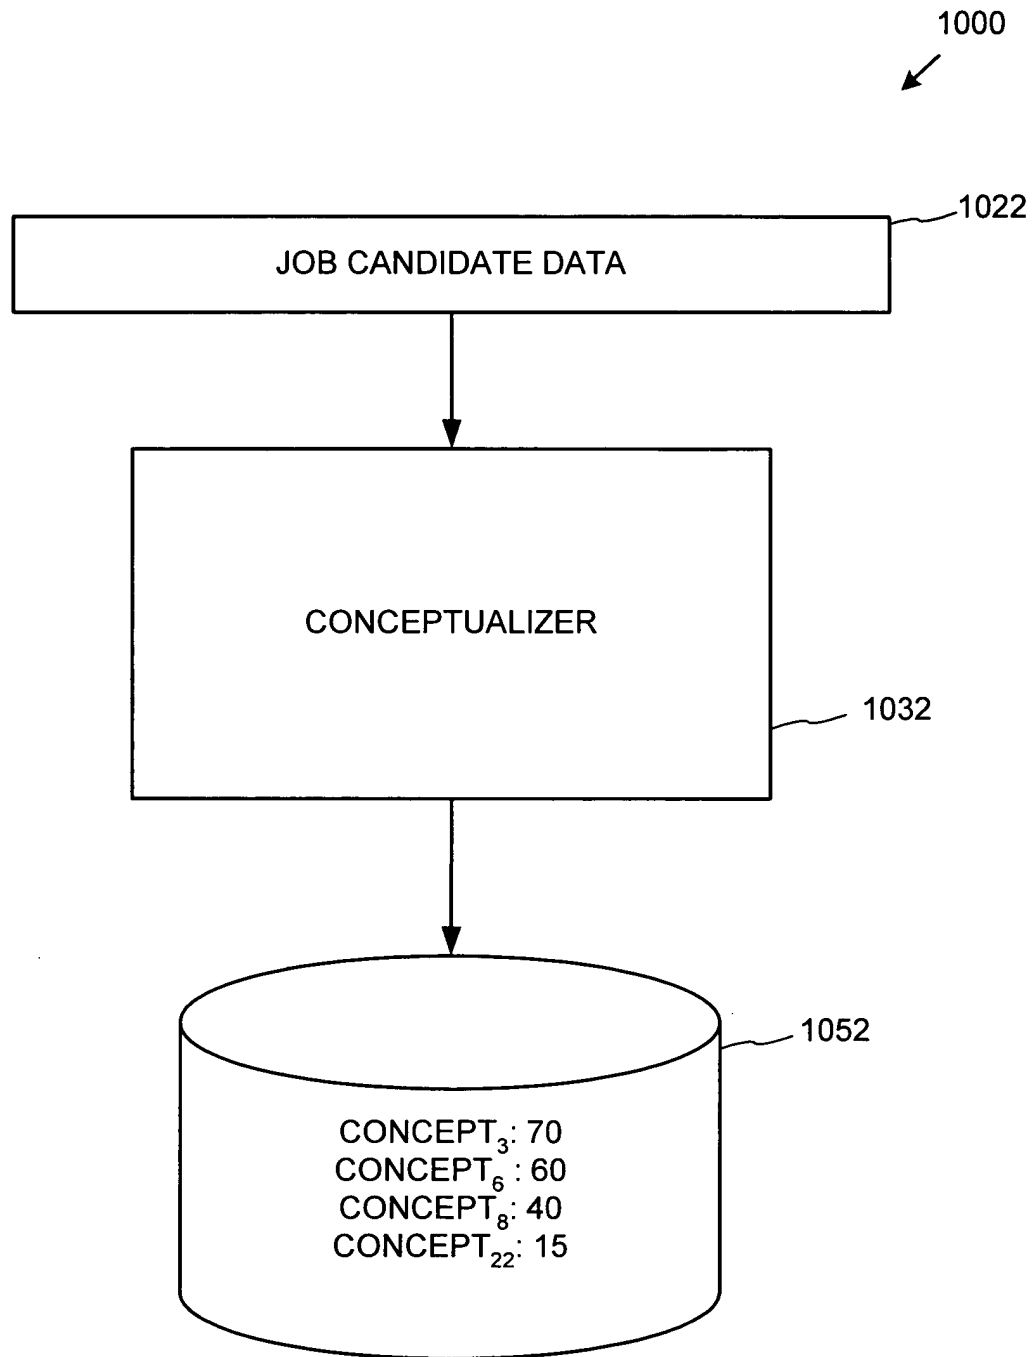 1000
1022
JOB CANDIDATE DATA
CONCEPTUALIZER
1032
1052
CONCEPT₃: 70
CONCEPT₆ : 60
CONCEPT₈: 40
CONCEPT₂₂: 15